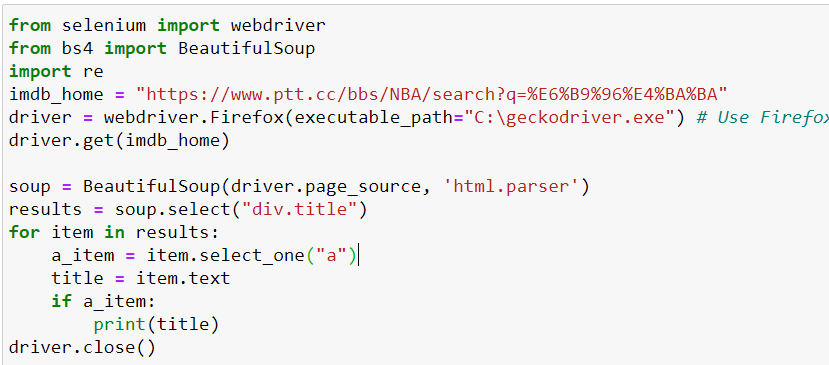 from selenium import webdriver
from bs4 import BeautifulSoup
import re
imdb_home = "https://www.ptt.cc/bbs/NBA/search?q=%E6%B9%96%E4%BA%BA"
driver = webdriver.Firefox(executable_path="C:\geckodriver.exe") # Use Firefox
driver.get(imdb_home)

soup = BeautifulSoup(driver.page_source, 'html.parser')
results = soup.select("div.title")
for item in results:
    a_item = item.select_one("a")
    title = item.text
    if a_item:
        print(title)
driver.close()